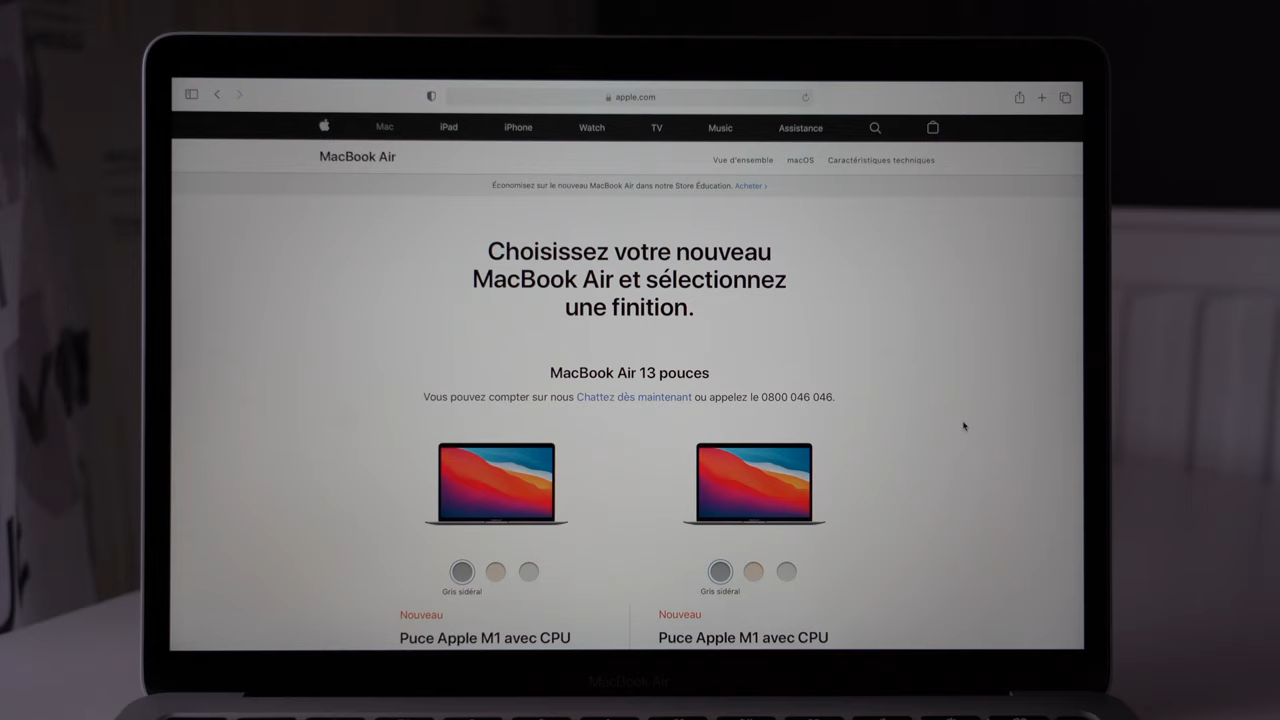 apple.com
Mac iPad iPhone Watch TV Music Assistance
MacBook Air
Vue d'ensemble macOS Caractéristiques techniques
Économisez sur le nouveau MacBook Air dans notre Store Éducation. Acheter ›
Choisissez votre nouveau
MacBook Air et sélectionnez
une finition.
MacBook Air 13 pouces
Vous pouvez compter sur nous Chattez dès maintenant ou appelez le 0800 046 046.
Gris sidéral Gris sidéral
Nouveau Nouveau
Puce Apple M1 avec CPU Puce Apple M1 avec CPU
MacBook Air